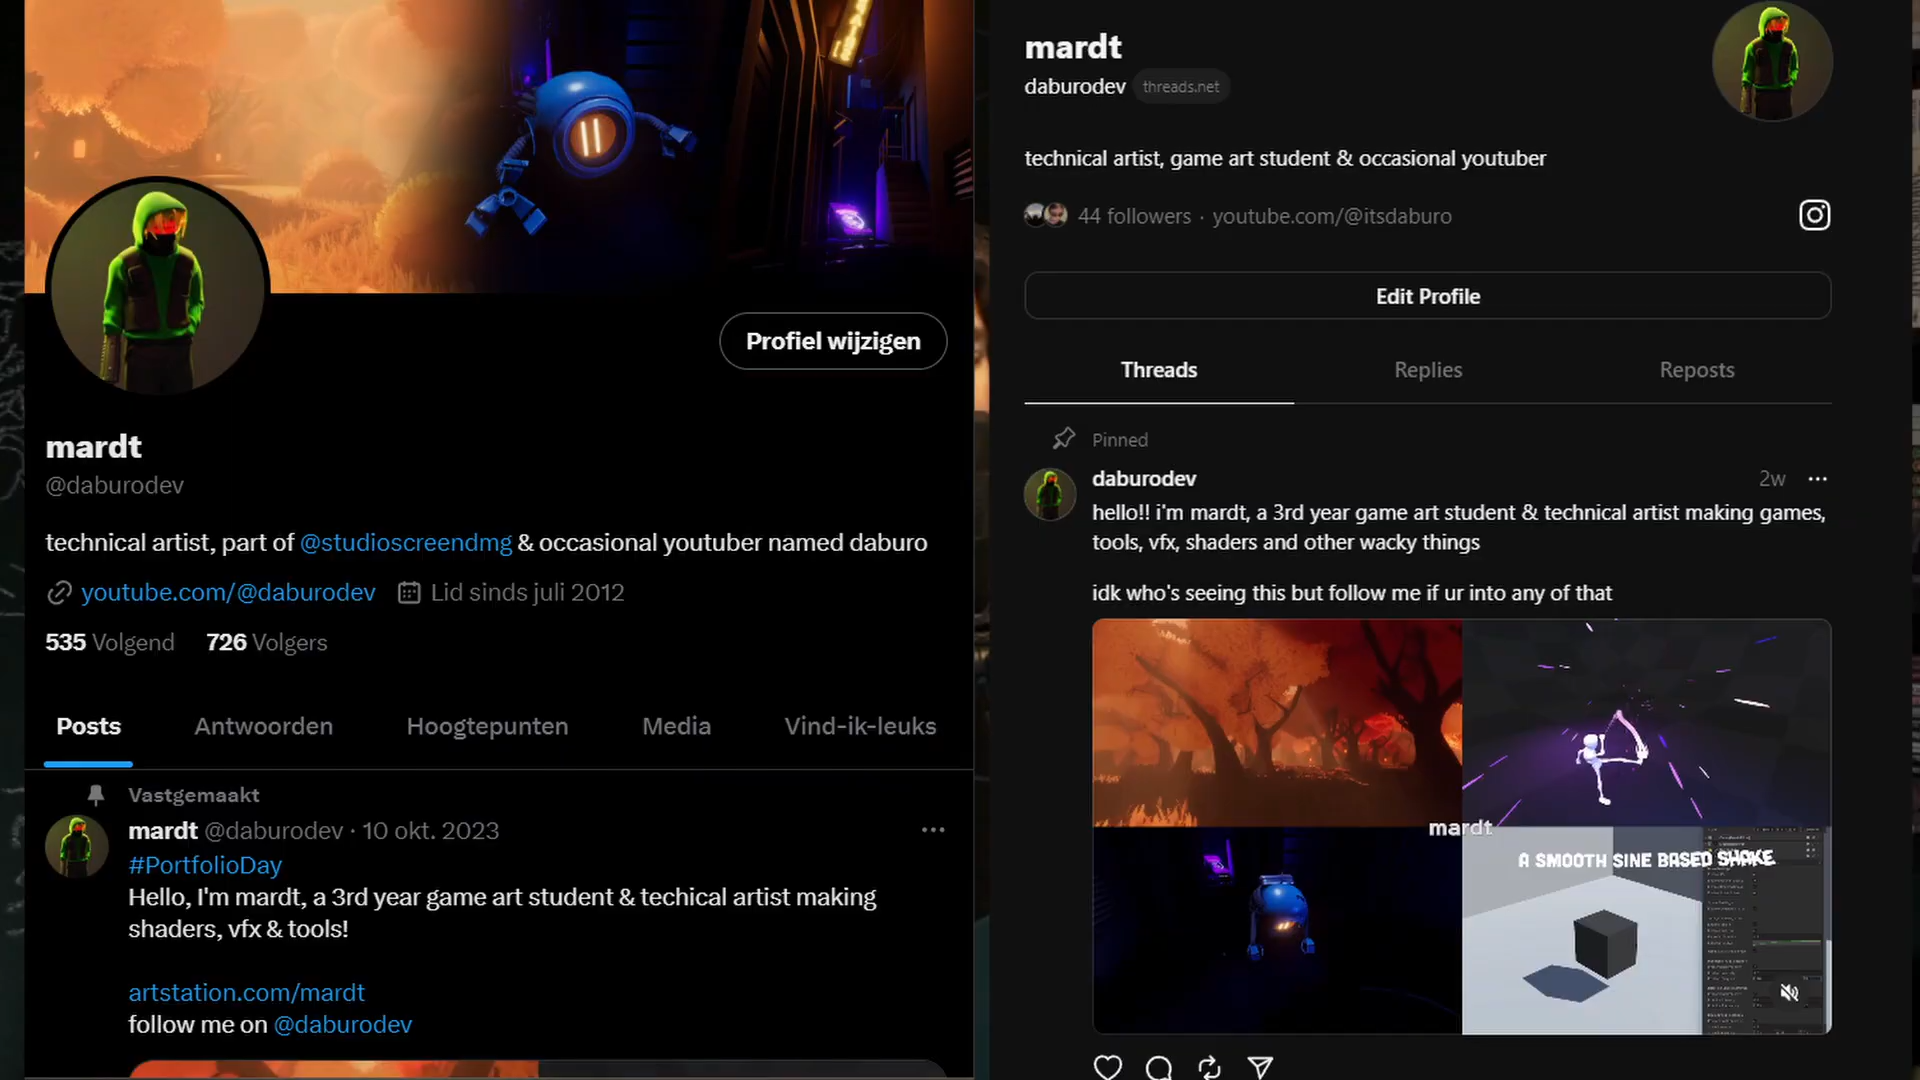 Profiel wijzigen
mardt
@daburodev
technical artist, part of @studioscreendmg & occasional youtuber named daburo
youtube.com/@daburodev Lid sinds juli 2012
535 Volgend 726 Volgers
Posts Antwoorden Hoogtepunten Media Vind-ik-leuks
Vastgemaakt
mardt @daburodev · 10 okt. 2023
#PortfolioDay
Hello, I'm mardt, a 3rd year game art student & techical artist making
shaders, vfx & tools!
artstation.com/mardt
follow me on @daburodev
mardt
daburodev threads.net
technical artist, game art student & occasional youtuber
44 followers · youtube.com/@itsdaburo
Edit Profile
Threads Replies Reposts
Pinned
daburodev 2w
hello!! i'm mardt, a 3rd year game art student & technical artist making games,
tools, vfx, shaders and other wacky things
idk who's seeing this but follow me if ur into any of that
mardt
A SMOOTH SINE BASED SHAKE